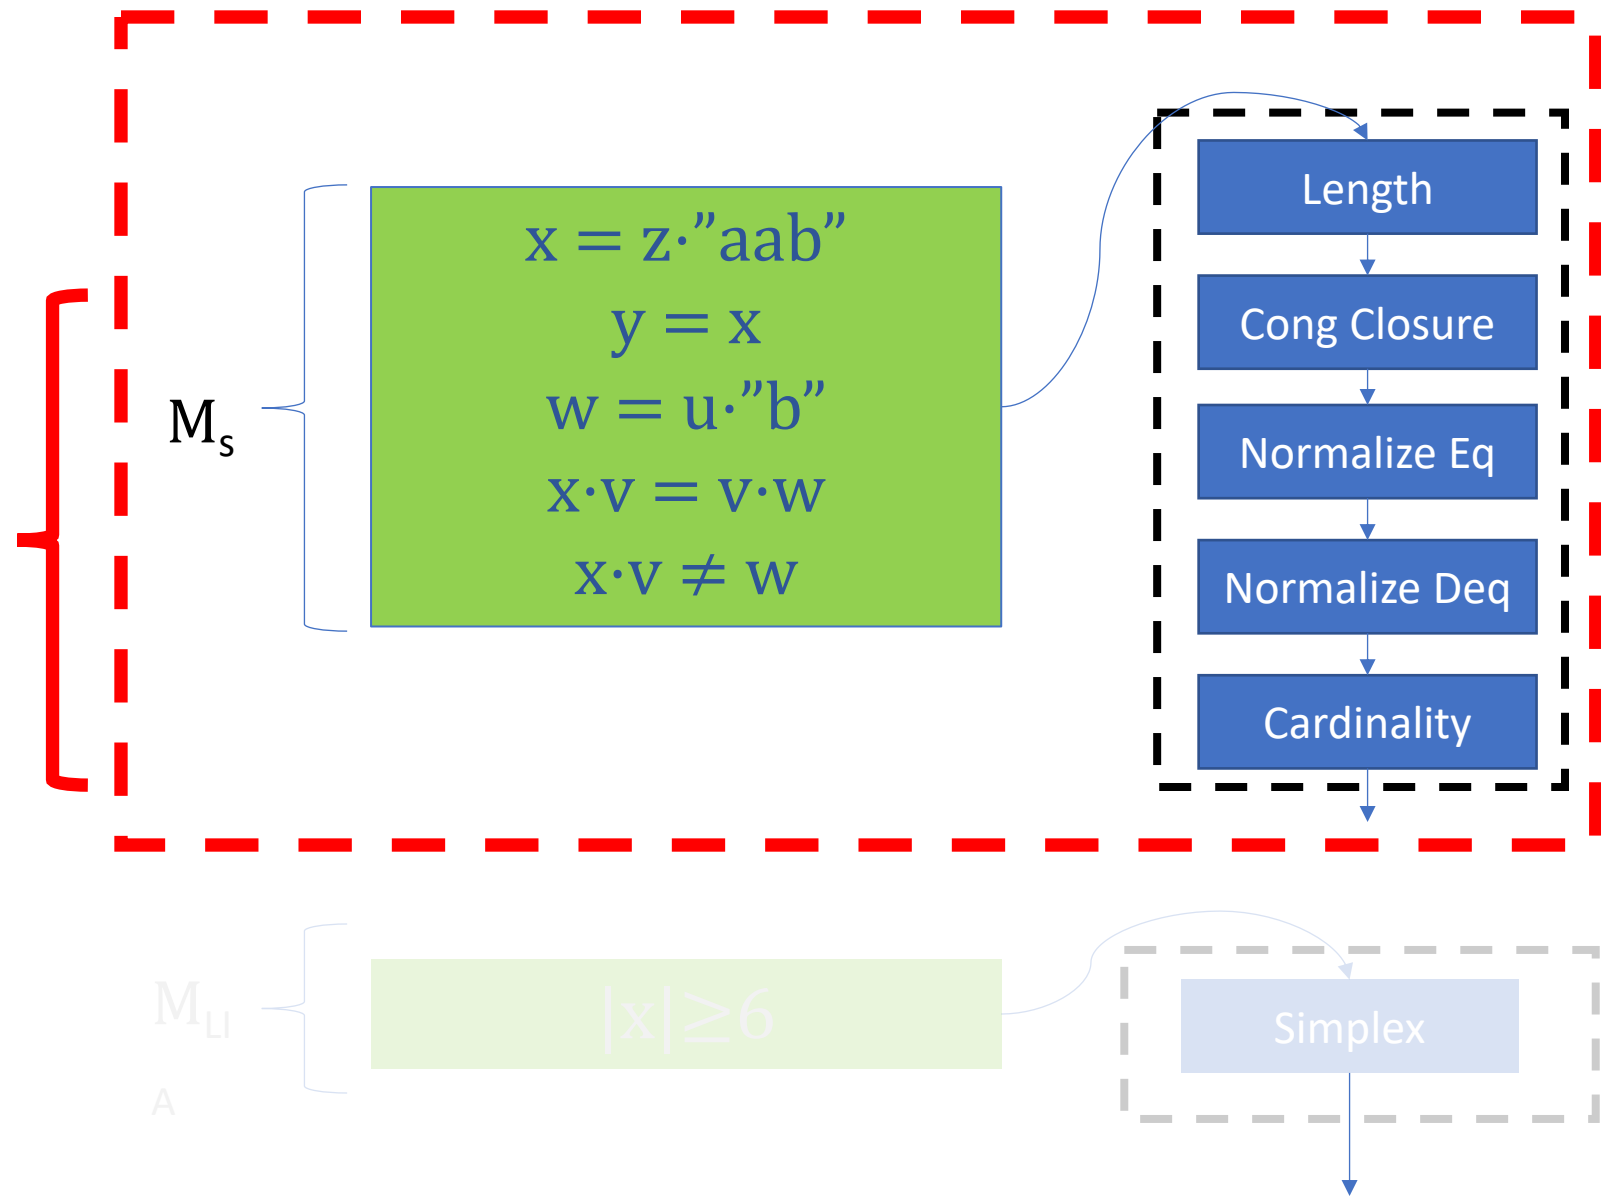 x = z·”aab”
y = x
w = u·”b”
x·v = v·w
x·v ≠ w
Ms
Length
Cong Closure
Normalize Eq
Normalize Deq
Cardinality
MLI
A
|x|≥6
Simplex